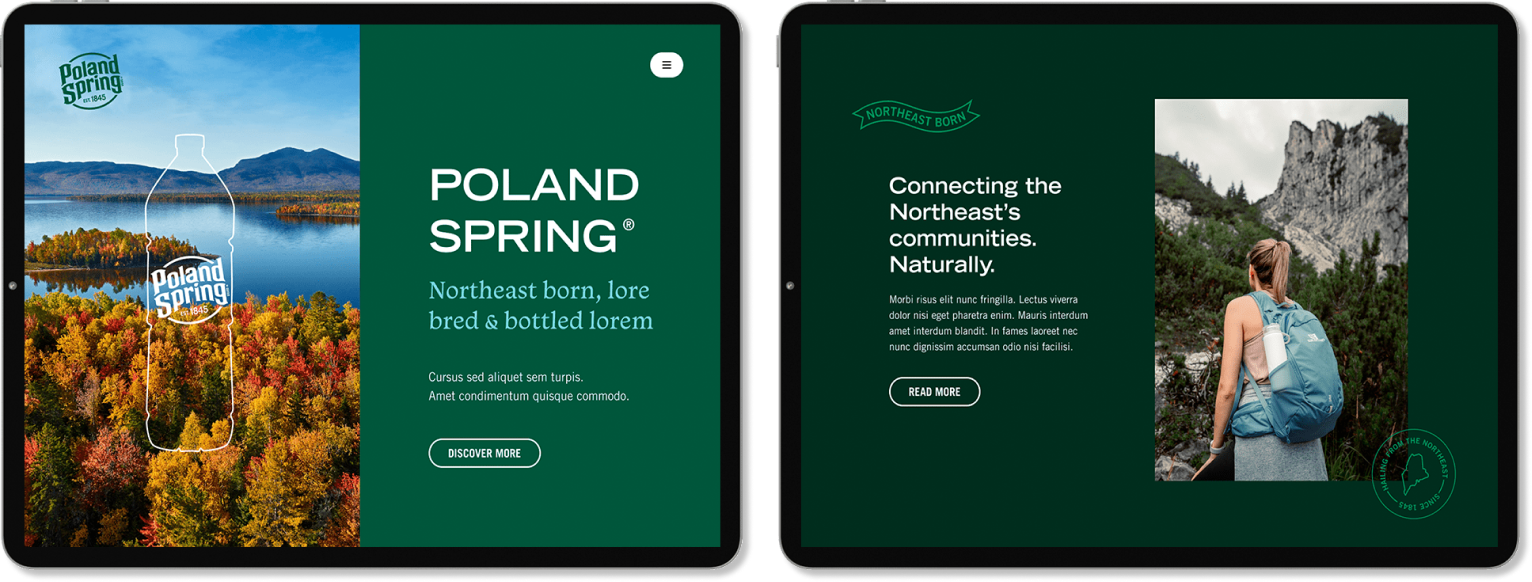 Poland
Spring
EST 1845
Poland
Spring
EST 1845
POLAND
SPRING®
Northeast born, lore
bred & bottled lorem
Cursus sed aliquet sem turpis.
Amet condimentum quisque commodo.
DISCOVER MORE
NORTHEAST BORN
Connecting the
Northeast’s
communities.
Naturally.
Morbi risus elit nunc fringilla. Lectus viverra
dolor nisi eget pharetra enim. Mauris interdum
amet interdum blandit. In fames laoreet nec
nunc dignissim accumsan odio nisi facilisi.
READ MORE
HAILING FROM THE NORTHEAST
SINCE 1845